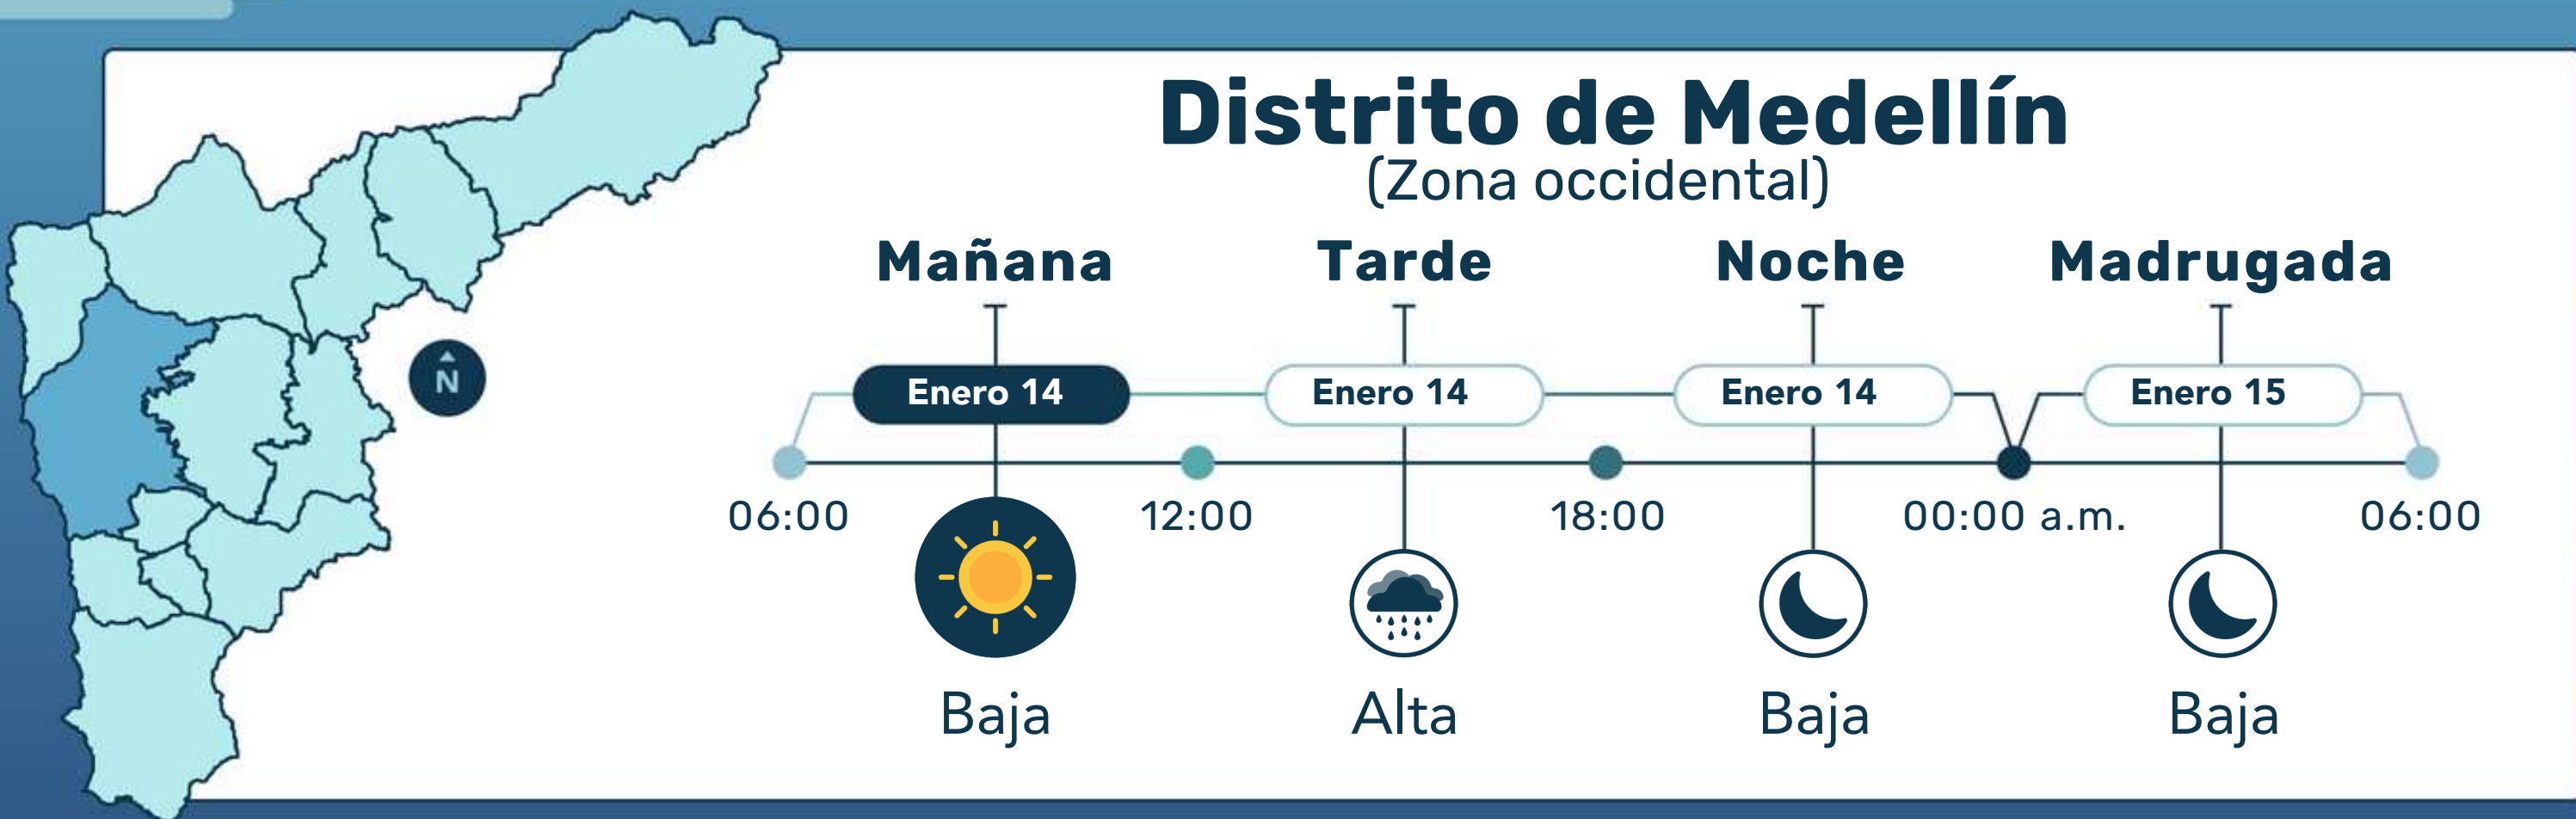 Distrito de Medellín
(Zona occidental)
Mañana Tarde Noche Madrugada
Enero 14 Enero 14 Enero 14 Enero 15
N
06:00 12:00 18:00 00:00 a.m. 06:00
Baja Alta Baja Baja